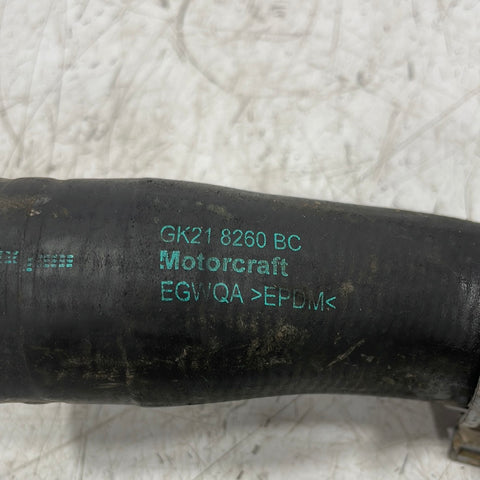 GK21 8260 BC
Motorcraft
EGWQA >EPDM<